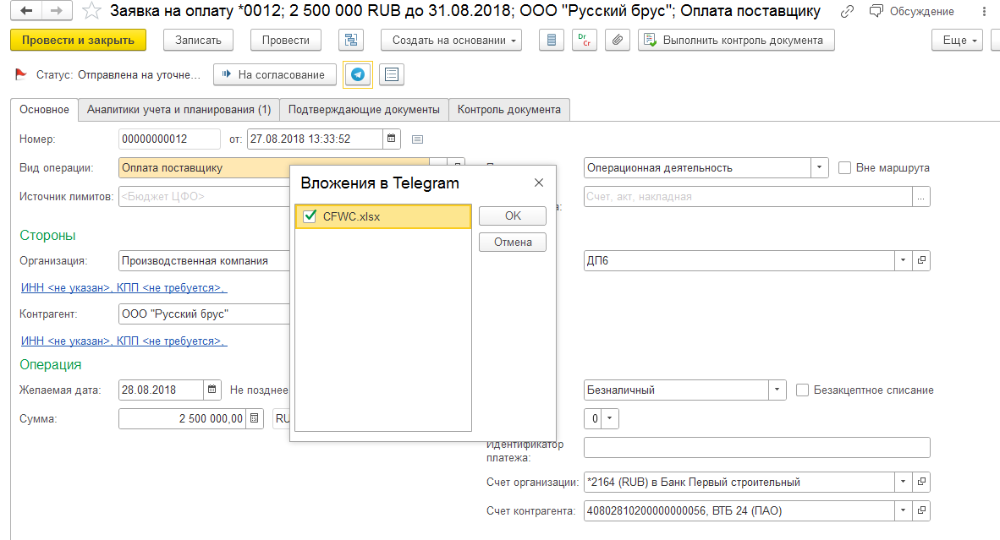 Заявка на оплату *0012; 2 500 000 RUB до 31.08.2018; ООО "Русский брус"; Оплата поставщику
Обсуждение
Провести и закрыть
Записать
Провести
Создать на основании
Dr Cr
Выполнить контроль документа
Еще
Статус: Отправлена на уточне...
На согласование
Основное
Аналитики учета и планирования (1)
Подтверждающие документы
Контроль документа
Номер: 00000000012 от: 27.08.2018 13:33:52
Вид операции: Оплата поставщику
Операционная деятельность
Вне маршрута
Источник лимитов: <Бюджет ЦФО>
Счет, акт, накладная
...
Вложения в Telegram
CFWC.xlsx
OK
Отмена
Стороны
Организация: Производственная компания
ДП6
ИНН <не указан>, КПП <не требуется>,
Контрагент: ООО "Русский брус"
ИНН <не указан>, КПП <не требуется>,
Операция
Желаемая дата: 28.08.2018 Не позднее
Безналичный
Безакцептное списание
Сумма: 2 500 000,00 RU
0
Идентификатор
платежа:
Счет организации: *2164 (RUB) в Банк Первый строительный
Счет контрагента: 40802810200000000056, ВТБ 24 (ПАО)